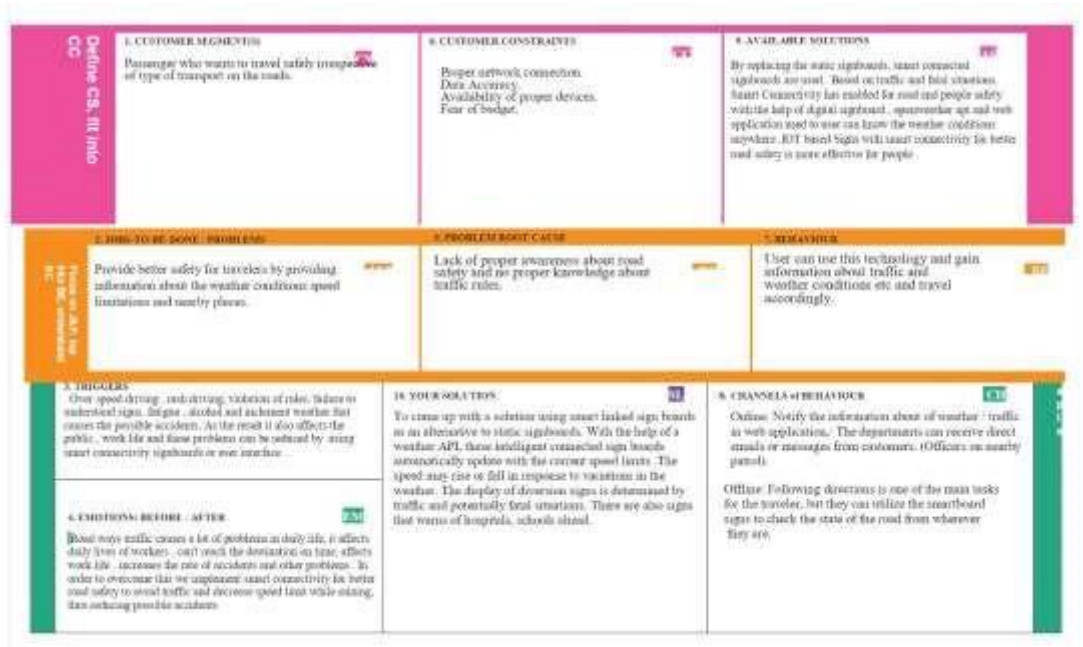 Define CS, fit into
CC
1. CUSTOMER SEGMENT(S)
Passenger who wants to travel safely irrespective
of type of transport on the roads.
6. CUSTOMER CONSTRAINTS
Proper network connection.
Data Accuracy.
Availability of proper devices.
Fear of budget.
5. AVAILABLE SOLUTIONS
By replacing the static signboards, smart connected
signboards are used. Based on traffic and fatal situations.
Smart Connectivity has enabled for road and people safety
with the help of digital signboard , openweather api and web
application used to user can know the weather conditions
anywhere .IOT based Signs with smart connectivity for better
road safety is more effective for people .
2. JOBS-TO-BE-DONE / PROBLEMS
Provide better safety for travelers by providing
information about the weather conditions speed
limitations and nearby places.
9. PROBLEM ROOT CAUSE
Lack of proper awareness about road
safety and no proper knowledge about
traffic rules.
7. BEHAVIOUR
User can use this technology and gain
information about traffic and
weather conditions etc and travel
accordingly.
3. TRIGGERS
Over speed driving , rash driving, violation of rules, failure to
understood signs, fatigue , alcohol and inclement weather that
causes the possible accidents. As the result it also affects the
public , work life and these problems can be reduced by using
smart connectivity signboards or user interface .
4. EMOTIONS: BEFORE / AFTER
EM
Road ways traffic causes a lot of problems in daily life, it affects
daily lives of workers , can't reach the destination on time, affects
work life , increases the rate of accidents and other problems . In
order to overcome this we implement smart connectivity for better
road safety to avoid traffic and decrease speed limit while raining,
thus reducing possible accidents
10. YOUR SOLUTION
SL
To come up with a solution using smart linked sign boards
as an alternative to static signboards. With the help of a
weather API, these intelligent connected sign boards
automatically update with the current speed limits. The
speed may rise or fall in response to variations in the
weather. The display of diversion signs is determined by
traffic and potentially fatal situations. There are also signs
that warns of hospitals, schools ahead.
8. CHANNELS of BEHAVIOUR
CH
Online: Notify the information about of weather / traffic
in web application,. The departments can receive direct
emails or messages from customers. (Officers on nearby
patrol).
Offline: Following directions is one of the main tasks
for the traveler, but they can utilize the smartboard
signs to check the state of the road from wherever
they are.